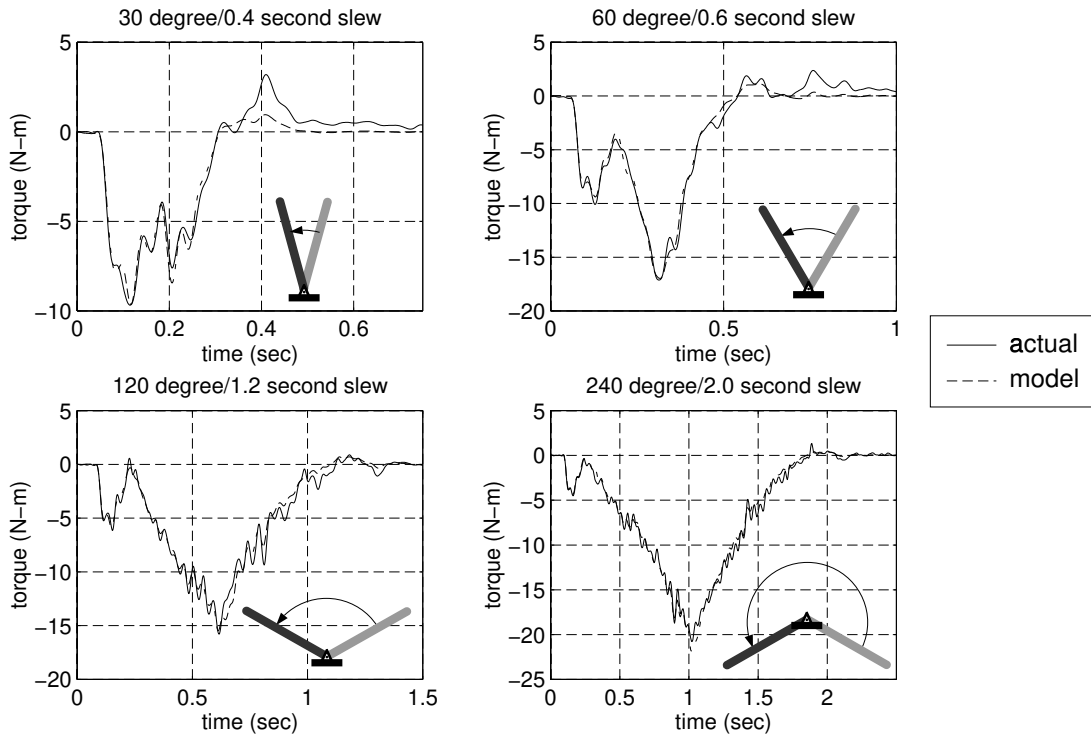 30 degree/0.4 second slew
5
0
−5
−10
torque (N−m)
0
0.2
0.4
0.6
time (sec)
60 degree/0.6 second slew
5
0
−5
−10
−15
−20
torque (N−m)
0
0.5
1
time (sec)
actual
model
120 degree/1.2 second slew
5
0
−5
−10
−15
−20
torque (N−m)
0
0.5
1
1.5
time (sec)
240 degree/2.0 second slew
5
0
−5
−10
−15
−20
−25
torque (N−m)
0
0.5
1
1.5
2
time (sec)